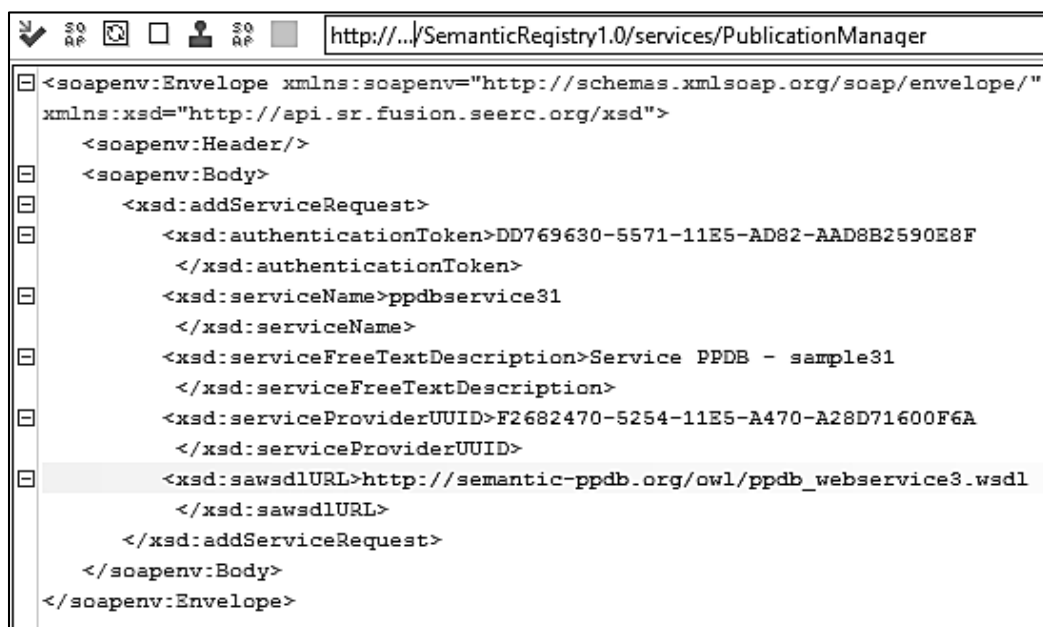 http://.../SemanticRegistry1.0/services/PublicationManager
<soapenv:Envelope xmlns:soapenv="http://schemas.xmlsoap.org/soap/envelope/"
xmlns:xsd="http://api.sr.fusion.seerc.org/xsd">
<soapenv:Header/>
<soapenv:Body>
<xsd:addServiceRequest>
<xsd:authenticationToken>DD769630-5571-11E5-AD82-AAD8B2590E8F
</xsd:authenticationToken>
<xsd:serviceName>ppdbservice31
</xsd:serviceName>
<xsd:serviceFreeTextDescription>Service PPDB - sample31
</xsd:serviceFreeTextDescription>
<xsd:serviceProviderUUID>F2682470-5254-11E5-A470-A28D71600F6A
</xsd:serviceProviderUUID>
<xsd:sawsdlURL>http://semantic-ppdb.org/owl/ppdb_webservice3.wsdl
</xsd:sawsdlURL>
</xsd:addServiceRequest>
</soapenv:Body>
</soapenv:Envelope>